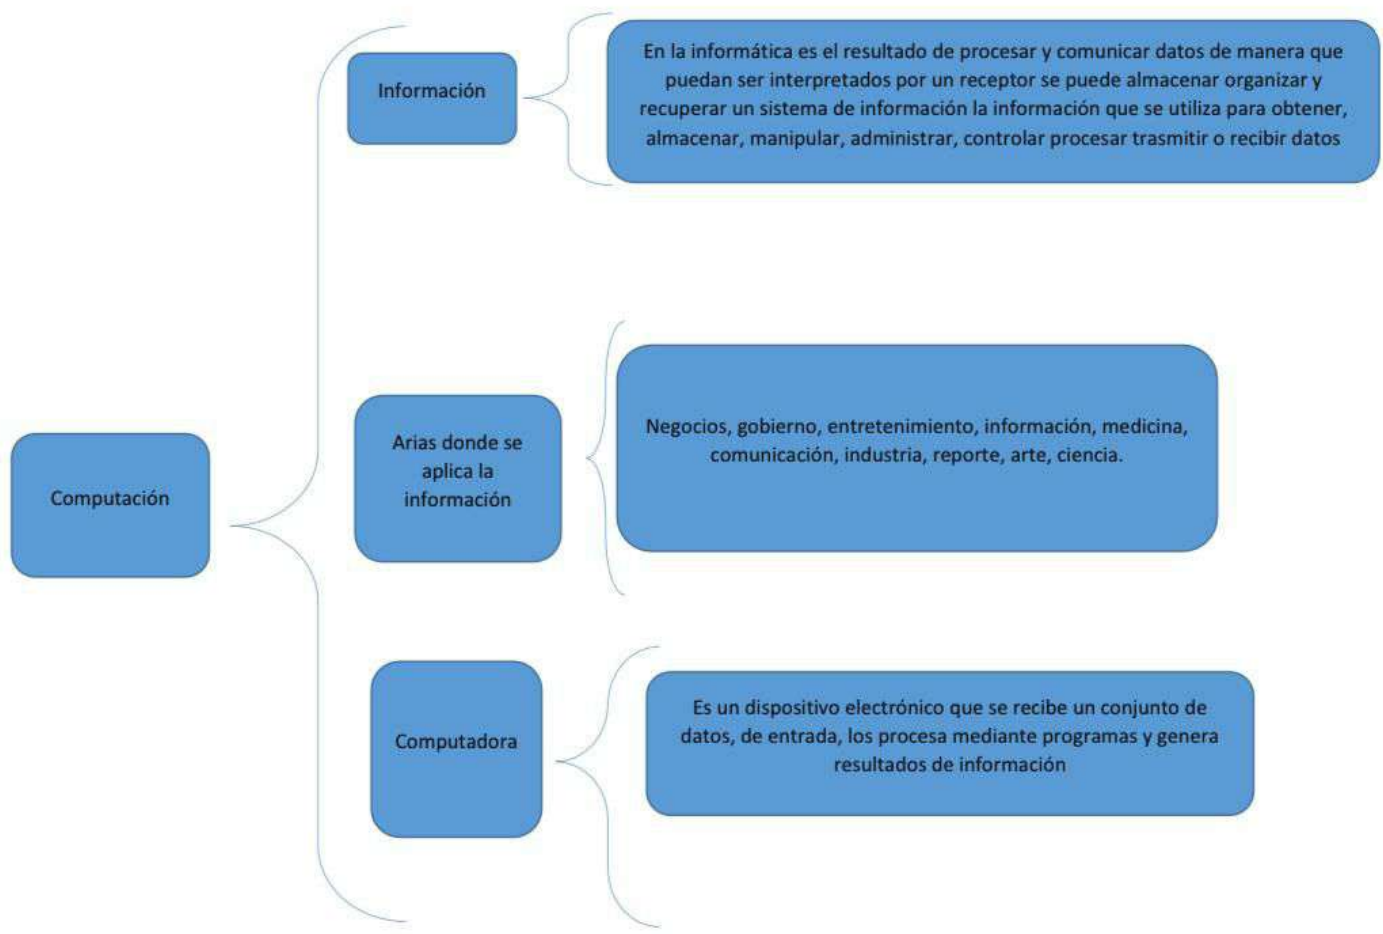 Información
En la informática es el resultado de procesar y comunicar datos de manera que
puedan ser interpretados por un receptor se puede almacenar organizar y
recuperar un sistema de información la información que se utiliza para obtener,
almacenar, manipular, administrar, controlar procesar trasmitir o recibir datos
Computación
Arias donde se
aplica la
información
Negocios, gobierno, entretenimiento, información, medicina,
comunicación, industria, reporte, arte, ciencia.
Computadora
Es un dispositivo electrónico que se recibe un conjunto de
datos, de entrada, los procesa mediante programas y genera
resultados de información